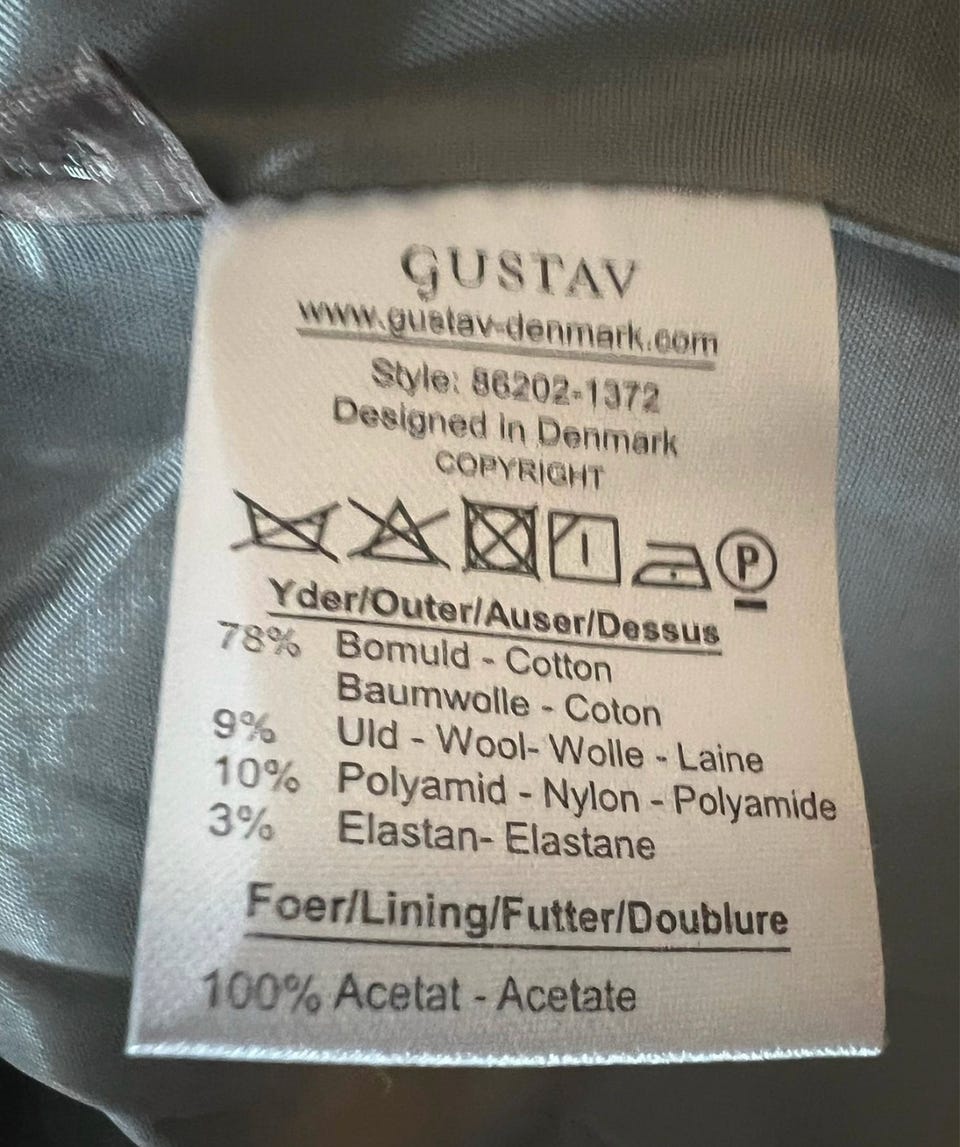 GUSTAV
www.gustav-denmark.com
Style: 86202-1372
Designed in Denmark
COPYRIGHT
P
Yder/Outer/Auser/Dessus
78% Bomuld - Cotton
Baumwolle - Coton
9% Uld - Wool- Wolle - Laine
10% Polyamid - Nylon - Polyamide
3% Elastan- Elastane
Foer/Lining/Futter/Doublure
100% Acetat - Acetate